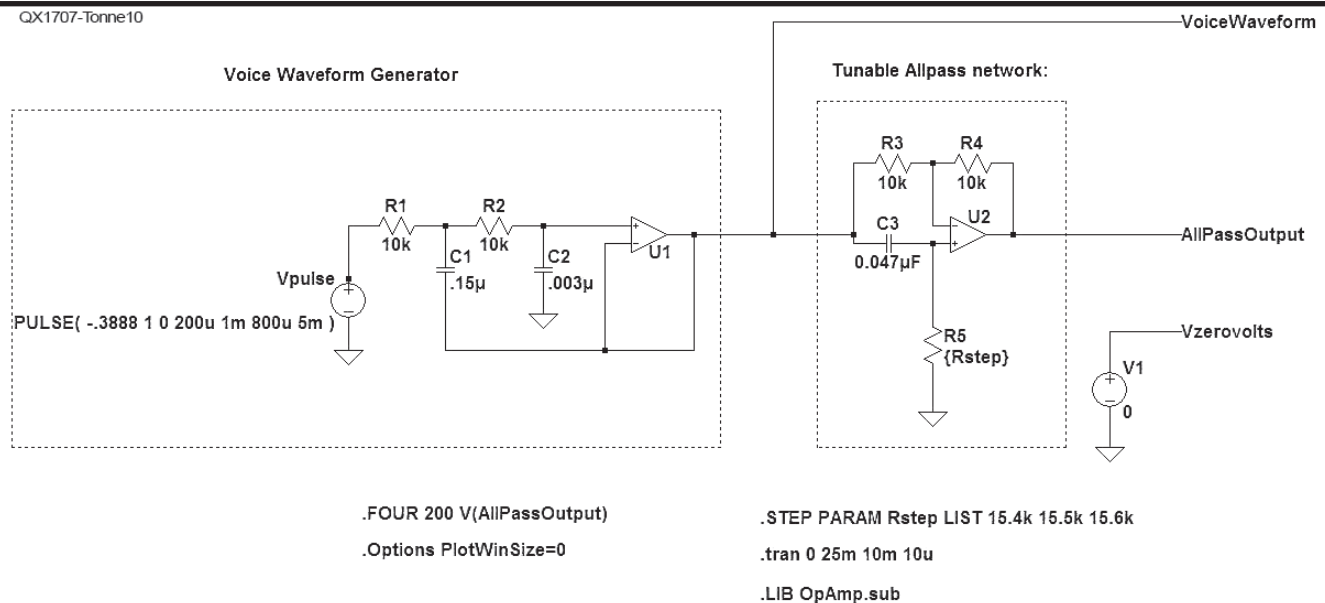 QX1707-Tonne10
VoiceWaveform
Voice Waveform Generator
Tunable Allpass network:
R3
10k
R4
10k
R1
10k
R2
10k
+
−
U1
C3
0.047µF
−
+
U2
AllPassOutput
C1
.15µ
C2
.003µ
Vpulse
+
−
PULSE( -.3888 1 0 200u 1m 800u 5m )
R5
{Rstep}
Vzerovolts
V1
+
−
0
.FOUR 200 V(AllPassOutput)
.Options PlotWinSize=0
.STEP PARAM Rstep LIST 15.4k 15.5k 15.6k
.tran 0 25m 10m 10u
.LIB OpAmp.sub